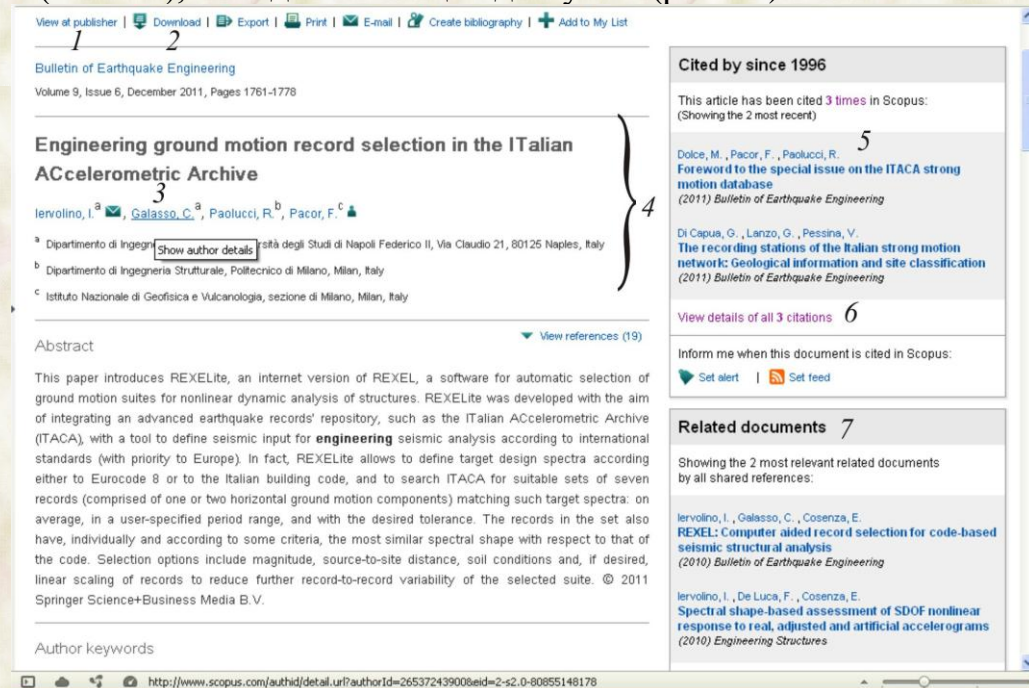 View at publisher | Download | Export | Print | E-mail | Create bibliography | Add to My List
1 2
Bulletin of Earthquake Engineering
Volume 9, Issue 6, December 2011, Pages 1761-1778
Engineering ground motion record selection in the ITalian
ACcelerometric Archive
3
4
Iervolino, I.a , Galasso, C.a, Paolucci, R.b, Pacor, F.c
a Dipartimento di Ingegn rsità degli Studi di Napoli Federico II, Via Claudio 21, 80125 Naples, Italy
Show author details
b Dipartimento di Ingegneria Strutturale, Politecnico di Milano, Milan, Italy
c Istituto Nazionale di Geofisica e Vulcanologia, sezione di Milano, Milan, Italy
View references (19)
Abstract
This paper introduces REXELite, an internet version of REXEL, a software for automatic selection of
ground motion suites for nonlinear dynamic analysis of structures. REXELite was developed with the aim
of integrating an advanced earthquake records' repository, such as the ITalian ACcelerometric Archive
(ITACA), with a tool to define seismic input for engineering seismic analysis according to international
standards (with priority to Europe). In fact, REXELite allows to define target design spectra according
either to Eurocode 8 or to the Italian building code, and to search ITACA for suitable sets of seven
records (comprised of one or two horizontal ground motion components) matching such target spectra: on
average, in a user-specified period range, and with the desired tolerance. The records in the set also
have, individually and according to some criteria, the most similar spectral shape with respect to that of
the code. Selection options include magnitude, source-to-site distance, soil conditions and, if desired,
linear scaling of records to reduce further record-to-record variability of the selected suite. © 2011
Springer Science+Business Media B.V.
Author keywords
Cited by since 1996
This article has been cited 3 times in Scopus:
(Showing the 2 most recent)
5
Dolce, M. , Pacor, F. , Paolucci, R.
Foreword to the special issue on the ITACA strong
motion database
(2011) Bulletin of Earthquake Engineering
Di Capua, G. , Lanzo, G. , Pessina, V.
The recording stations of the Italian strong motion
network: Geological information and site classification
(2011) Bulletin of Earthquake Engineering
View details of all 3 citations 6
Inform me when this document is cited in Scopus:
Set alert | Set feed
Related documents 7
Showing the 2 most relevant related documents
by all shared references:
Iervolino, I. , Galasso, C. , Cosenza, E.
REXEL: Computer aided record selection for code-based
seismic structural analysis
(2010) Bulletin of Earthquake Engineering
Iervolino, I. , De Luca, F. , Cosenza, E.
Spectral shape-based assessment of SDOF nonlinear
response to real, adjusted and artificial accelerograms
(2010) Engineering Structures
http://www.scopus.com/authid/detail.url?authorId=26537243900&eid=2-s2.0-80855148178